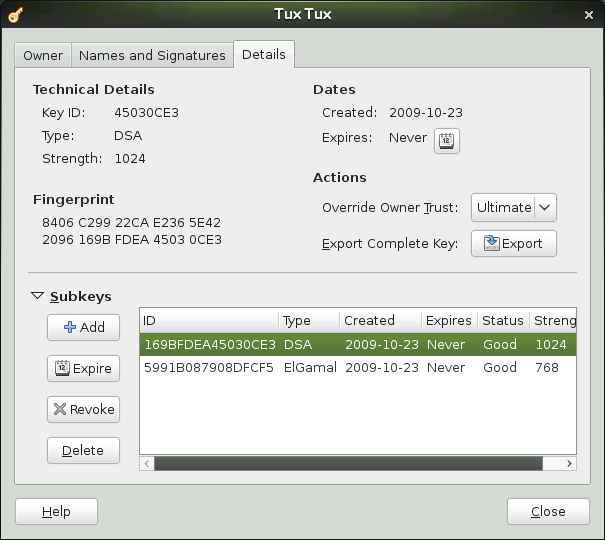 Tux Tux
Owner Names and Signatures Details
Technical Details
Key ID: 45030CE3
Type: DSA
Strength: 1024
Fingerprint
8406 C299 22CA E236 5E42
2096 169B FDEA 4503 0CE3
Dates
Created: 2009-10-23
Expires: Never 12
Actions
Override Owner Trust: Ultimate
Export Complete Key: Export
Subkeys
Add
12 Expire
Revoke
Delete
ID Type Created Expires Status Streng
169BFDEA45030CE3 DSA 2009-10-23 Never Good 1024
5991B087908DFCF5 ElGamal 2009-10-23 Never Good 768
Help Close